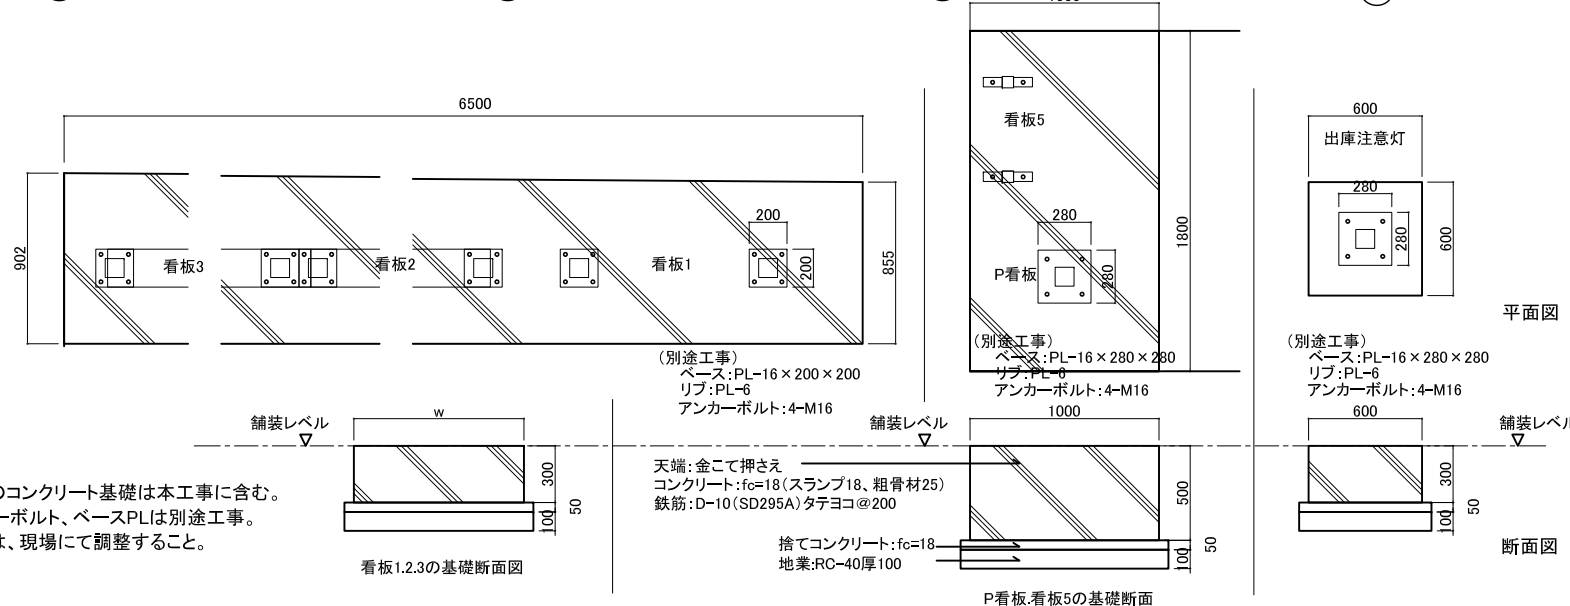 6500
902
855
看板3
看板2
看板1
200
200
(別途工事)
ベース:PL-16×200×200
リブ:PL-6
アンカーボルト:4-M16
看板5
1800
P看板
280
280
(別途工事)
ベース:PL-16×280×280
リブ:PL-6
アンカーボルト:4-M16
600
出庫注意灯
280
280
600
平面図
(別途工事)
ベース:PL-16×280×280
リブ:PL-6
アンカーボルト:4-M16
舗装レベル
w
300
50
100
のコンクリート基礎は本工事に含む。
ーボルト、ベースPLは別途工事。
、現場にて調整すること。
看板1.2.3の基礎断面図
舗装レベル
1000
天端:金こて押さえ
コンクリート:fc=18(スランプ18、粗骨材25)
鉄筋:D-10(SD295A)タテヨコ@200
500
捨てコンクリート:fc=18
地業:RC-40厚100
50
100
P看板.看板5の基礎断面
600
舗装レベル
300
50
100
断面図